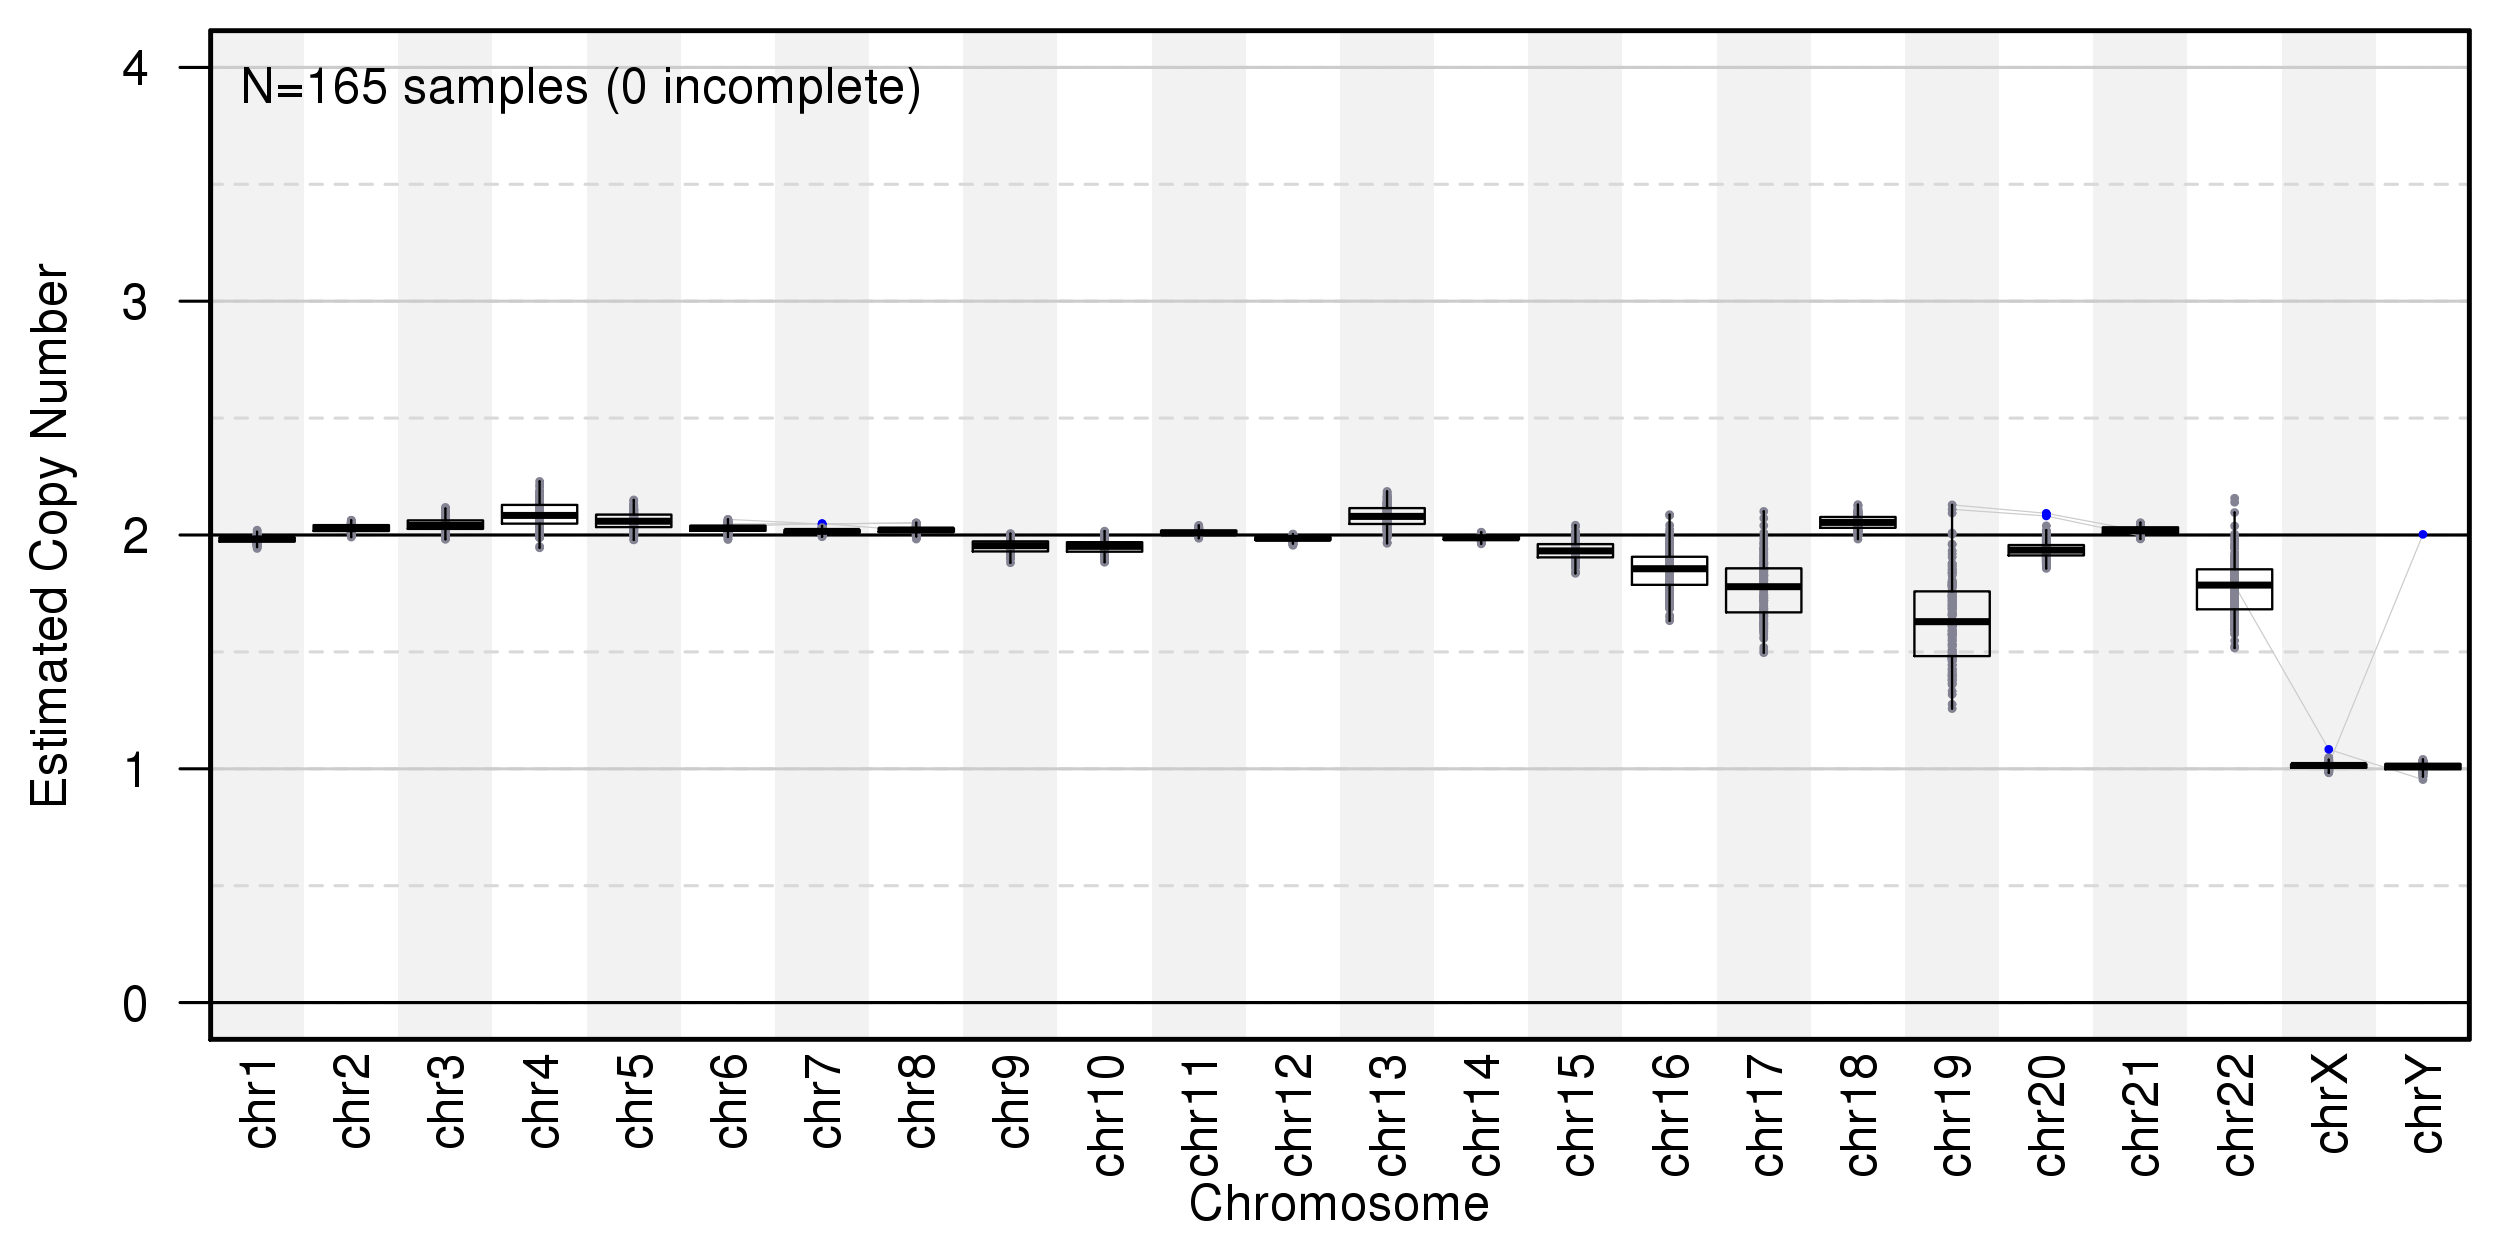 N=165 samples (0 incomplete)
Estimated Copy Number
4
3
2
1
0
chr1
chr2
chr3
chr4
chr5
chr6
chr7
chr8
chr9
chr10
chr11
chr12
chr13
chr14
chr15
chr16
chr17
chr18
chr19
chr20
chr21
chr22
chrX
chrY
Chromosome